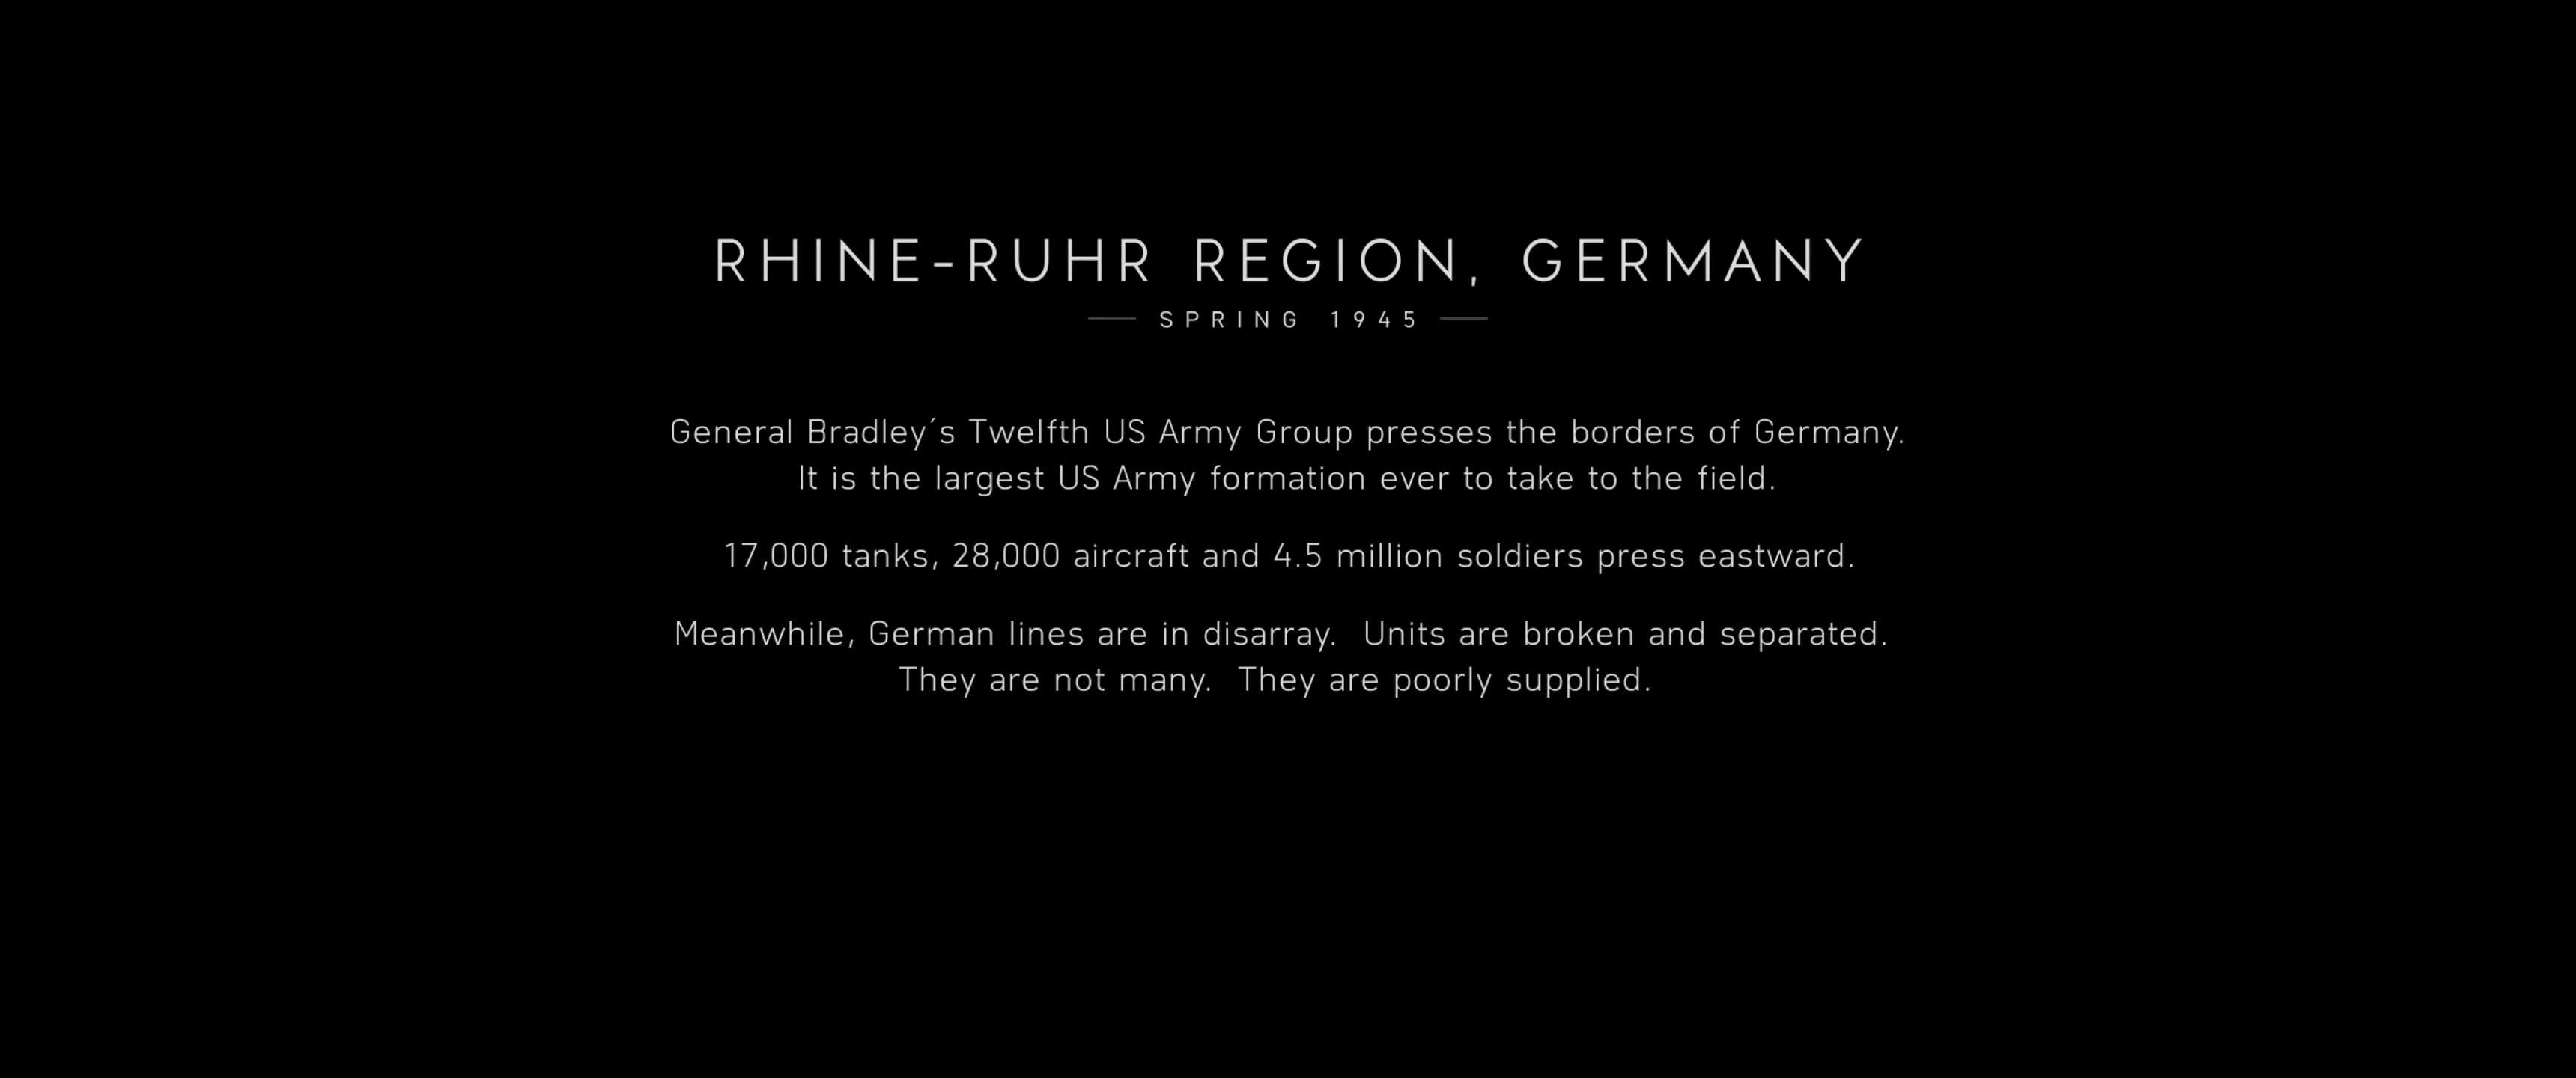 RHINE-RUHR REGION, GERMANY
SPRING 1945
General Bradley´s Twelfth US Army Group presses the borders of Germany.
It is the largest US Army formation ever to take to the field.
17,000 tanks, 28,000 aircraft and 4.5 million soldiers press eastward.
Meanwhile, German lines are in disarray.  Units are broken and separated.
They are not many.  They are poorly supplied.